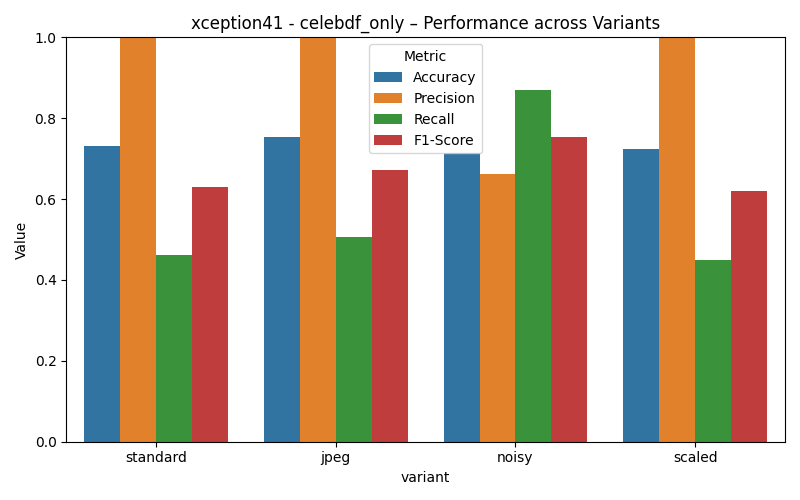 xception41 - celebdf_only – Performance across Variants
Metric
Accuracy
Precision
Recall
F1-Score
Value
1.0
0.8
0.6
0.4
0.2
0.0
standard jpeg noisy scaled
variant